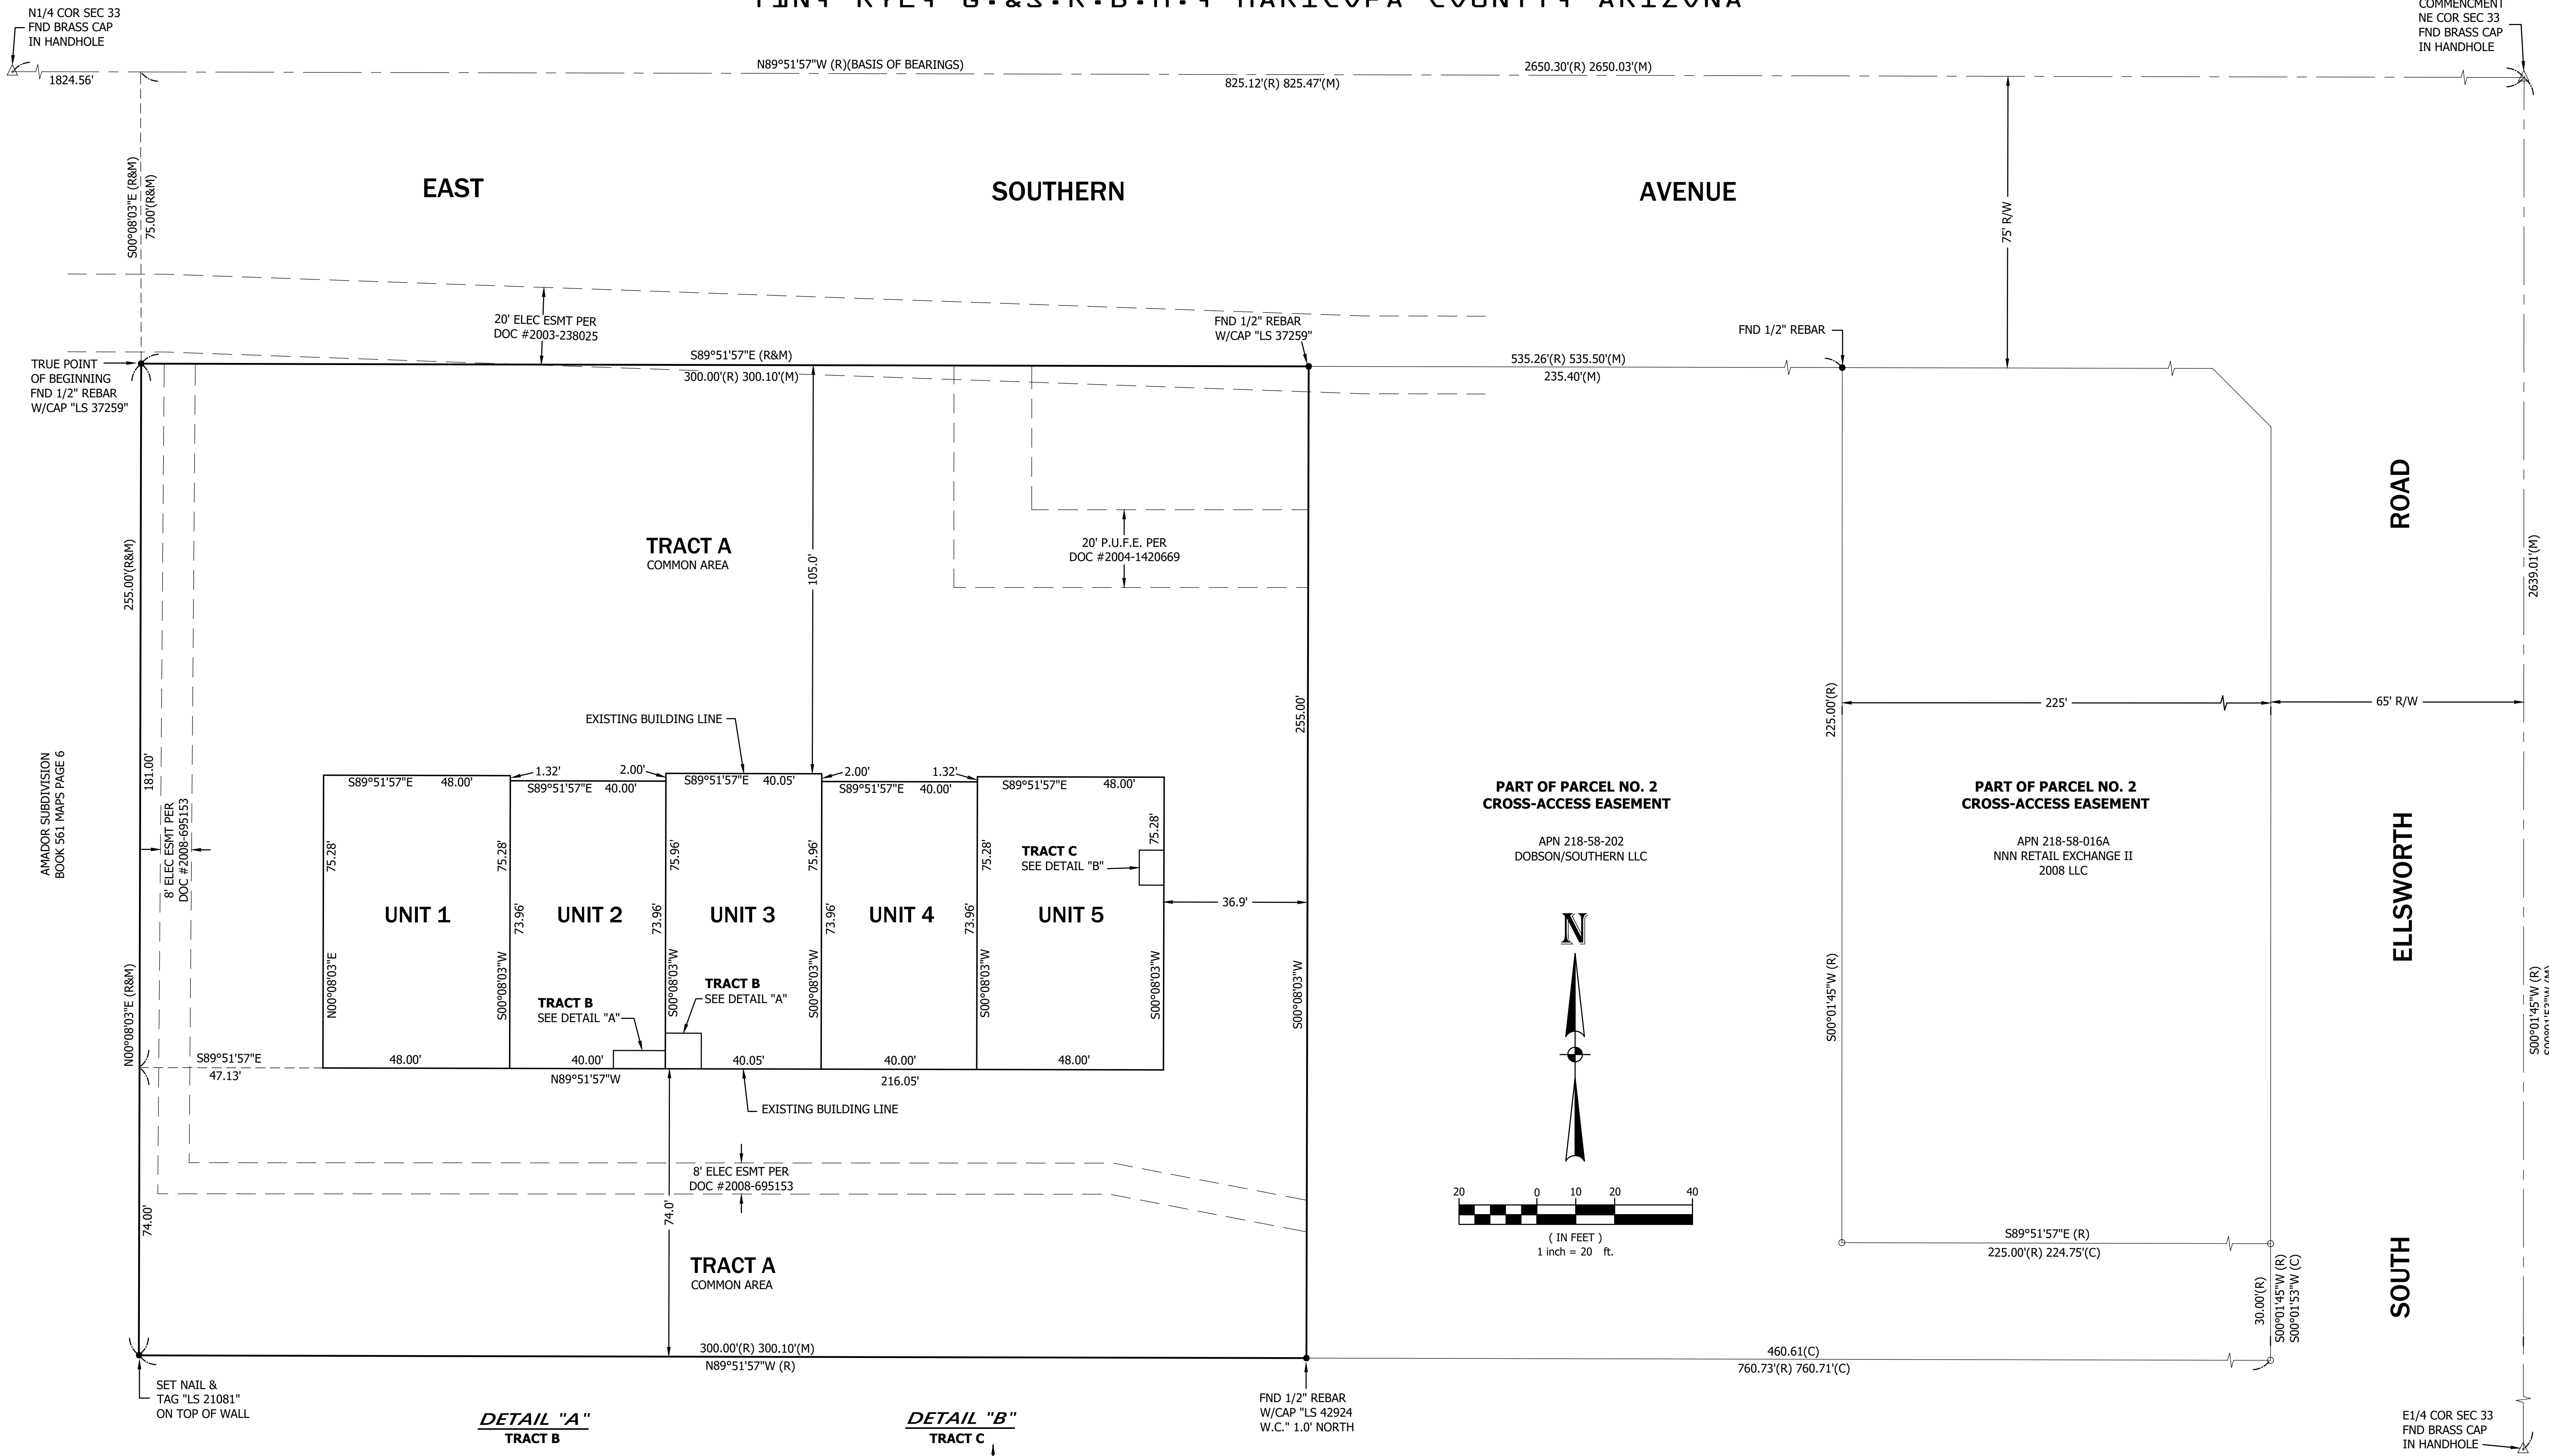 T1N, R7E, G.&S.R.B.M., MARICOPA COUNTY, ARIZONA
N1/4 COR SEC 33
FND BRASS CAP
IN HANDHOLE
COMMENCMENT
NE COR SEC 33
FND BRASS CAP
IN HANDHOLE
1824.56'
N89°51'57"W (R)(BASIS OF BEARINGS)
825.12'(R) 825.47'(M)
2650.30'(R) 2650.03'(M)
S00°08'03"E (R&M)
75.00'(R&M)
EAST
SOUTHERN
AVENUE
75' R/W
20' ELEC ESMT PER
DOC #2003-238025
FND 1/2" REBAR
W/CAP "LS 37259"
FND 1/2" REBAR
TRUE POINT
OF BEGINNING
FND 1/2" REBAR
W/CAP "LS 37259"
S89°51'57"E (R&M)
300.00'(R) 300.10'(M)
535.26'(R) 535.50'(M)
235.40'(M)
TRACT A
COMMON AREA
105.0'
20' P.U.F.E. PER
DOC #2004-1420669
255.00'(R&M)
181.00'
255.00'
225.00'(R)
225'
65' R/W
ROAD
2639.01'(M)
AMADOR SUBDIVISION
BOOK 561 MAPS PAGE 6
8' ELEC ESMT PER
DOC #2008-695153
EXISTING BUILDING LINE
S89°51'57"E 48.00'
1.32'
S89°51'57"E 40.00'
2.00'
S89°51'57"E 40.05'
2.00'
S89°51'57"E 40.00'
1.32'
S89°51'57"E 48.00'
75.28'
75.28'
75.96'
75.96'
75.28'
75.28'
TRACT C
SEE DETAIL "B"
PART OF PARCEL NO. 2
CROSS-ACCESS EASEMENT
APN 218-58-202
DOBSON/SOUTHERN LLC
PART OF PARCEL NO. 2
CROSS-ACCESS EASEMENT
APN 218-58-016A
NNN RETAIL EXCHANGE II
2008 LLC
ELLSWORTH
UNIT 1
UNIT 2
UNIT 3
UNIT 4
UNIT 5
73.96'
73.96'
73.96'
73.96'
36.9'
N
N00°08'03"E (R&M)
N00°08'03"E
S00°08'03"W
S00°08'03"W
S00°08'03"W
S00°08'03"W
S00°08'03"W
S00°08'03"W
S00°01'45"W (R)
S00°01'45"W (R)
S00°01'53"W (M)
TRACT B
SEE DETAIL "A"
TRACT B
SEE DETAIL "A"
S89°51'57"E
47.13'
48.00'
40.00'
40.05'
40.00'
48.00'
N89°51'57"W
216.05'
EXISTING BUILDING LINE
8' ELEC ESMT PER
DOC #2008-695153
74.00'
74.0'
20 0 10 20 40
( IN FEET )
1 inch = 20 ft.
S89°51'57"E (R)
225.00'(R) 224.75'(C)
30.00'(R)
S00°01'45"W (R)
S00°01'53"W (C)
SOUTH
TRACT A
COMMON AREA
300.00'(R) 300.10'(M)
N89°51'57"W (R)
460.61(C)
760.73'(R) 760.71'(C)
SET NAIL &
TAG "LS 21081"
ON TOP OF WALL
FND 1/2" REBAR
W/CAP "LS 42924
W.C." 1.0' NORTH
E1/4 COR SEC 33
FND BRASS CAP
IN HANDHOLE
DETAIL "A"
TRACT B
DETAIL "B"
TRACT C